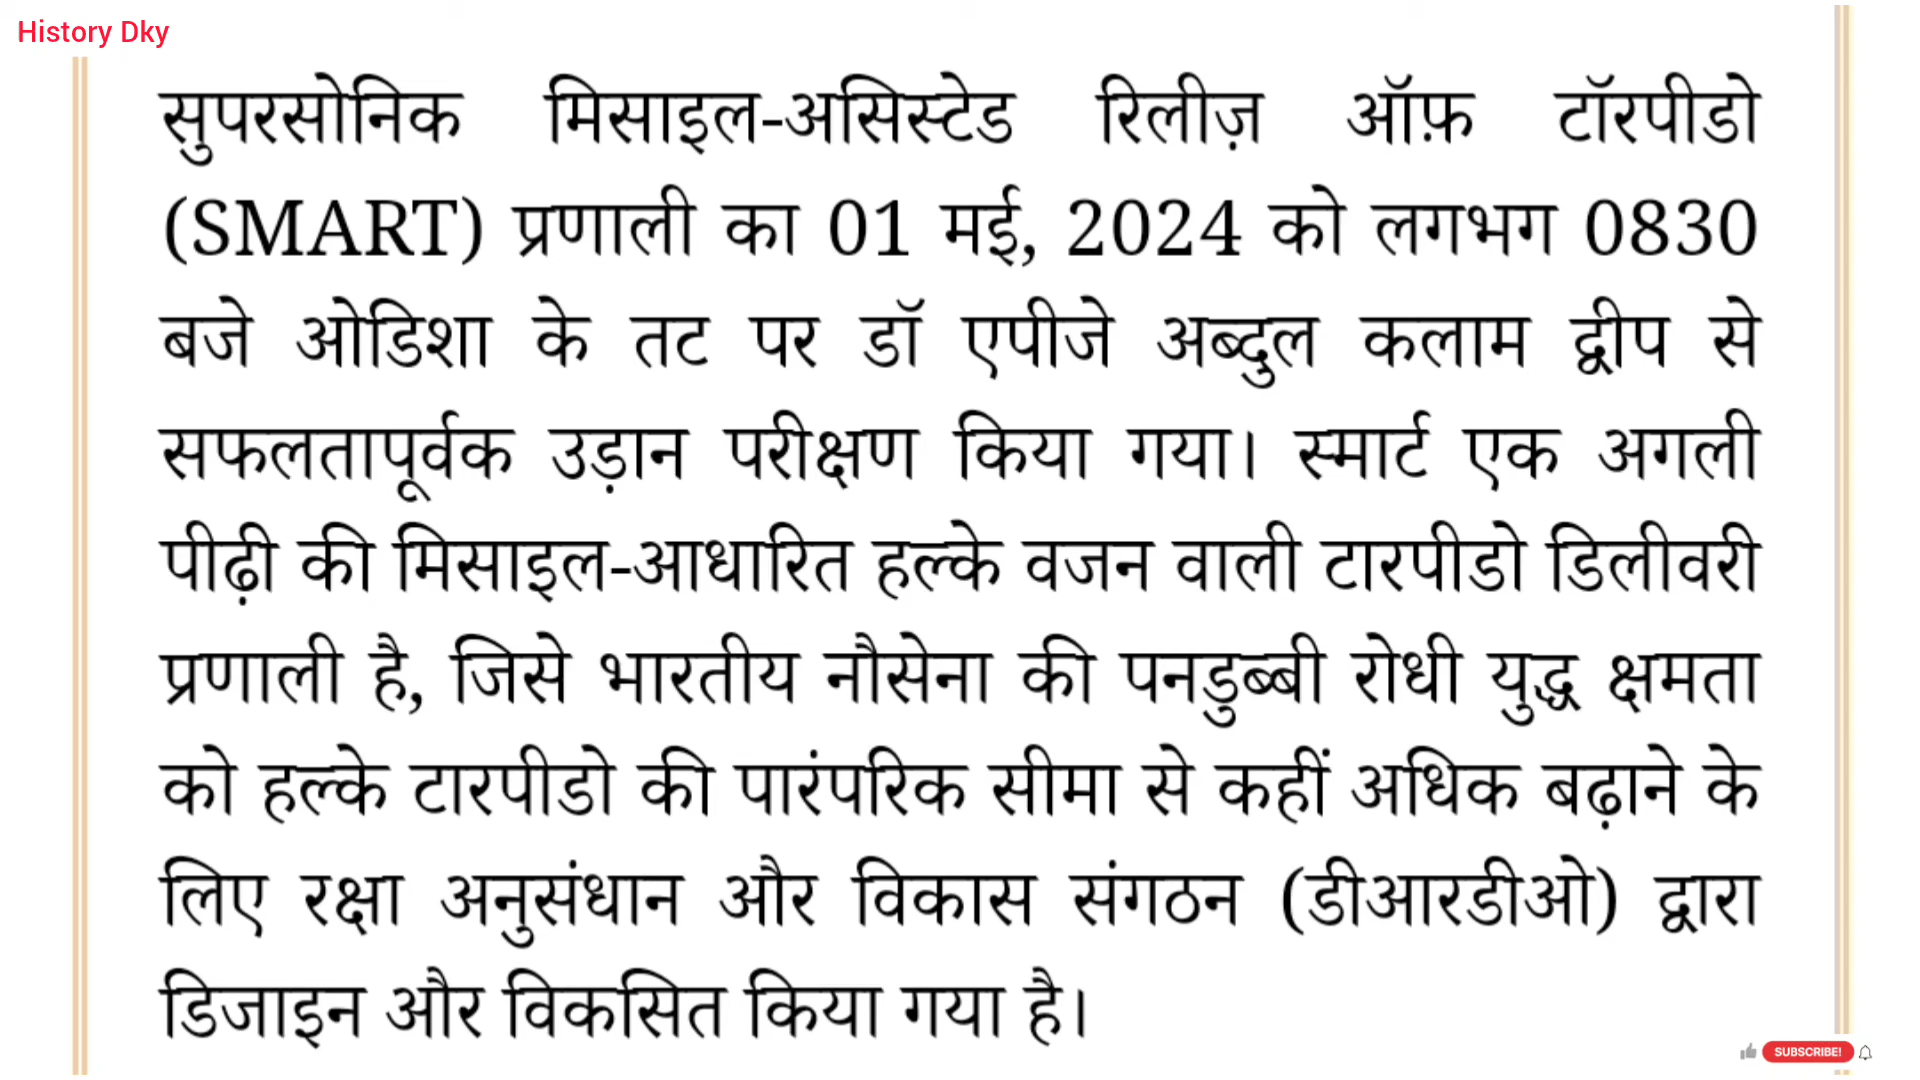 History Dky
सुपरसोनिक मिसाइल-असिस्टेड रिलीज़ ऑफ़ टॉरपीडो
(SMART) प्रणाली का 01 मई, 2024 को लगभग 0830
बजे ओडिशा के तट पर डॉ एपीजे अब्दुल कलाम द्वीप से
सफलतापूर्वक उड़ान परीक्षण किया गया। स्मार्ट एक अगली
पीढ़ी की मिसाइल-आधारित हल्के वजन वाली टारपीडो डिलीवरी
प्रणाली है, जिसे भारतीय नौसेना की पनडुब्बी रोधी युद्ध क्षमता
को हल्के टारपीडो की पारंपरिक सीमा से कहीं अधिक बढ़ाने के
लिए रक्षा अनुसंधान और विकास संगठन (डीआरडीओ) द्वारा
डिजाइन और विकसित किया गया है।
SUBSCRIBE!